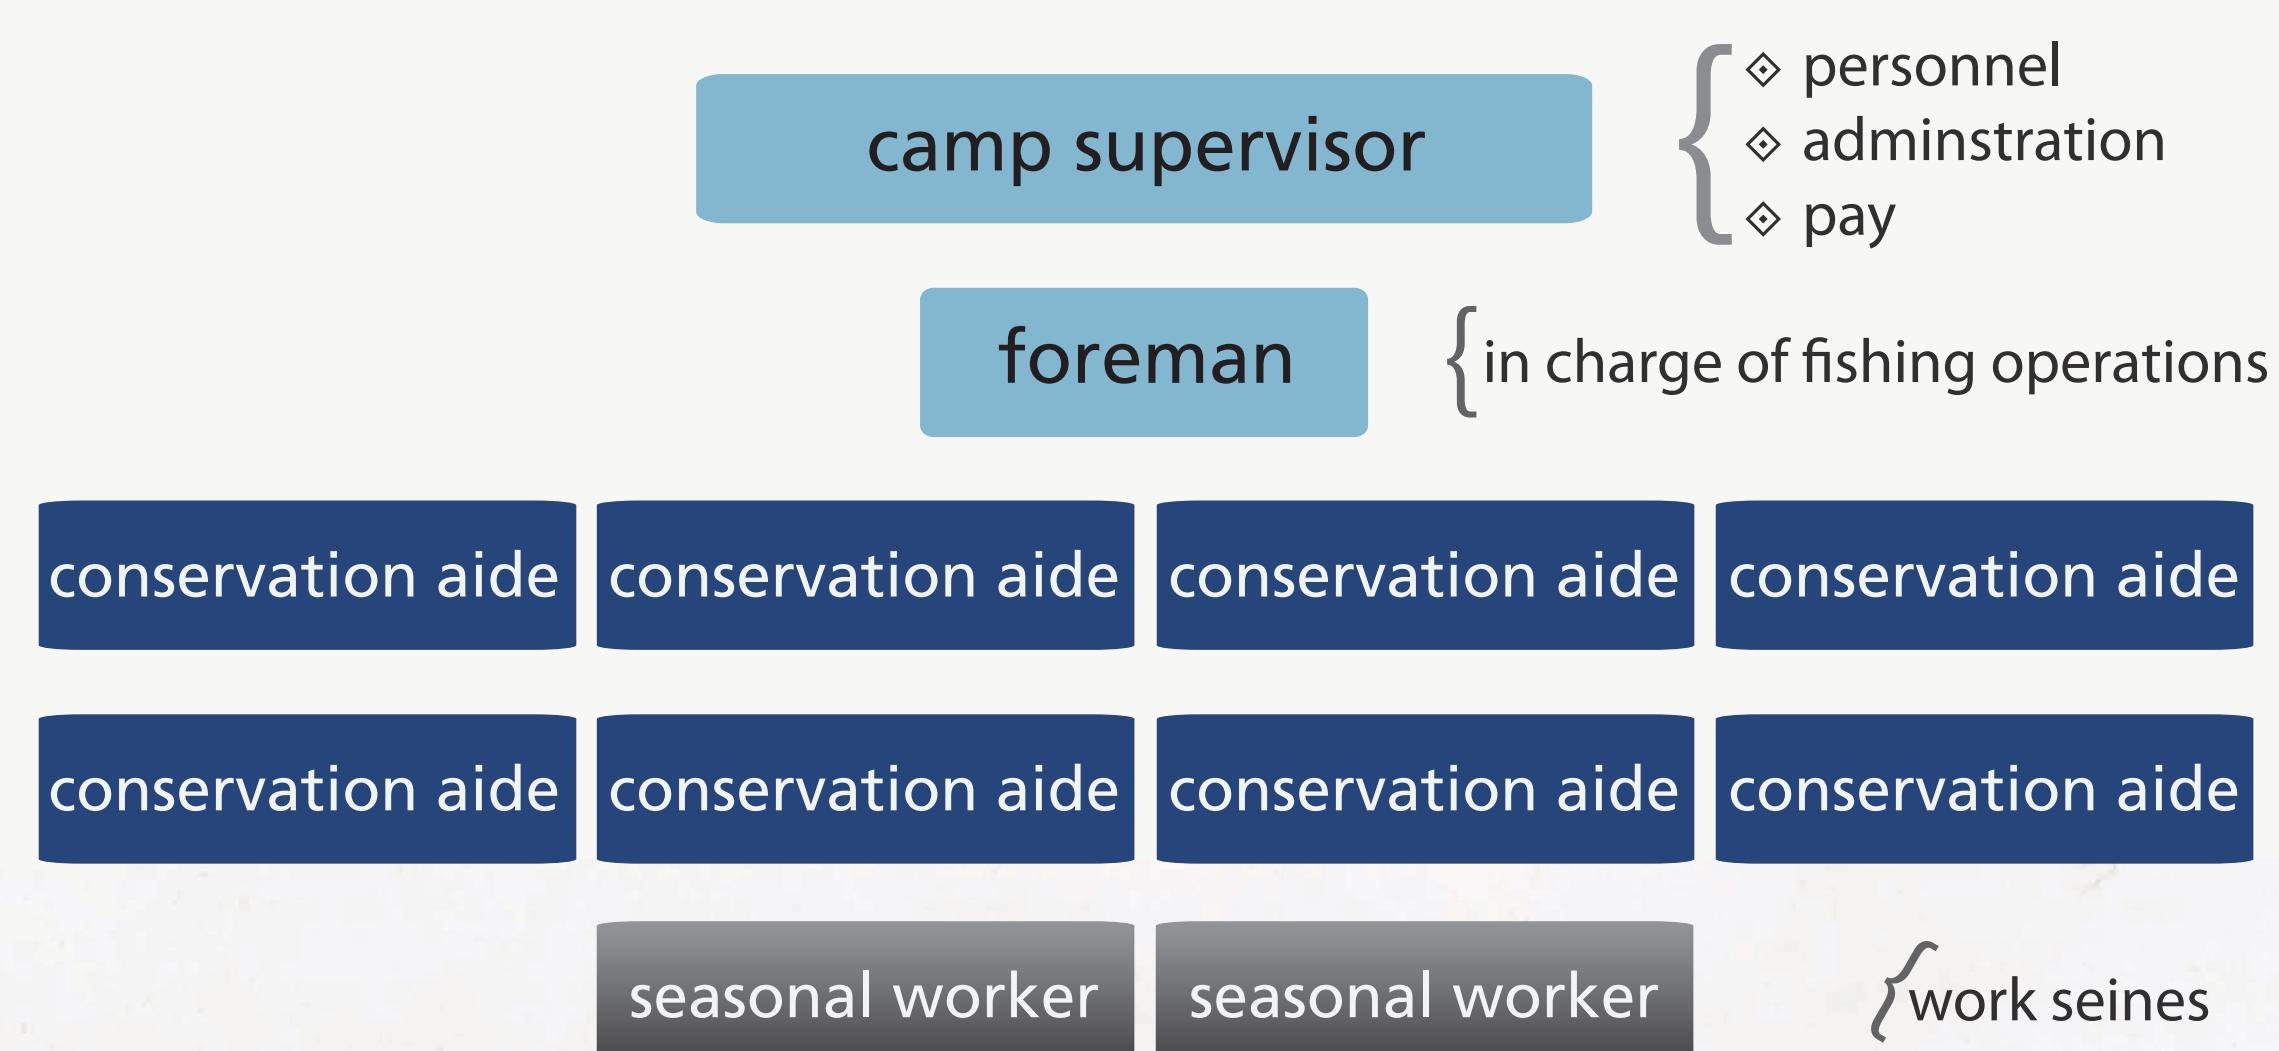 camp supervisor
◈ personnel
◈ adminstration
◈ pay
foreman
in charge of fishing operations
conservation aide conservation aide conservation aide conservation aide
conservation aide conservation aide conservation aide conservation aide
seasonal worker seasonal worker
work seines